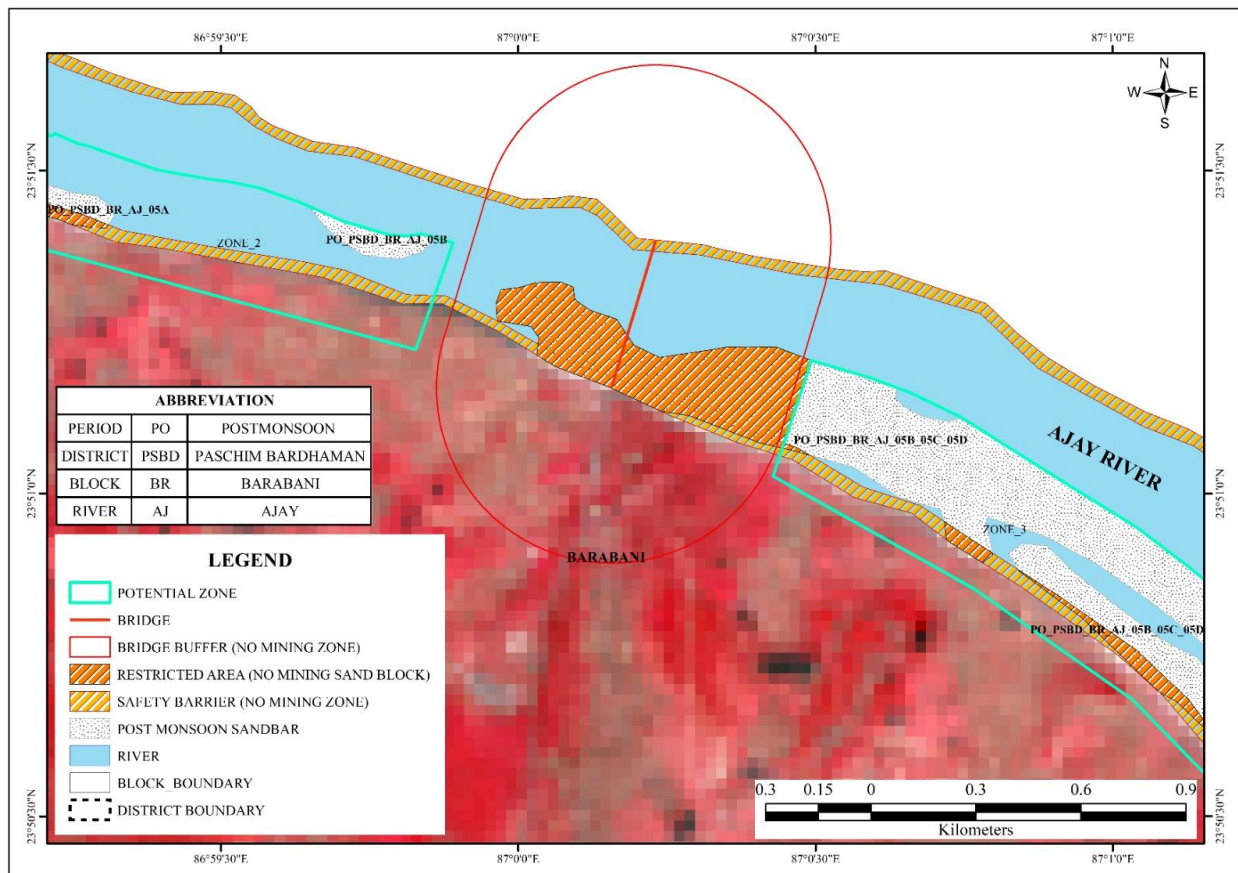 86°59'30"E 87°0'0"E 87°0'30"E 87°1'0"E
N
W E
S
23°51'30"N 23°51'30"N
PO_PSBD_BR_AJ_05A
ZONE_2
PO_PSBD_BR_AJ_05B
ABBREVIATION
PERIOD PO POSTMONSOON
DISTRICT PSBD PASCHIM BARDHAMAN
BLOCK BR BARABANI
RIVER AJ AJAY
PO_PSBD_BR_AJ_05B_05C_05D
AJAY RIVER
23°51'0"N 23°51'0"N
ZONE_3
BARABANI
PO_PSBD_BR_AJ_05B_05C_05D
LEGEND
POTENTIAL ZONE
BRIDGE
BRIDGE BUFFER (NO MINING ZONE)
RESTRICTED AREA (NO MINING SAND BLOCK)
SAFETY BARRIER (NO MINING ZONE)
POST MONSOON SANDBAR
RIVER
BLOCK_BOUNDARY
DISTRICT BOUNDARY
0.3 0.15 0 0.3 0.6 0.9
Kilometers
23°50'30"N 23°50'30"N
86°59'30"E 87°0'0"E 87°0'30"E 87°1'0"E